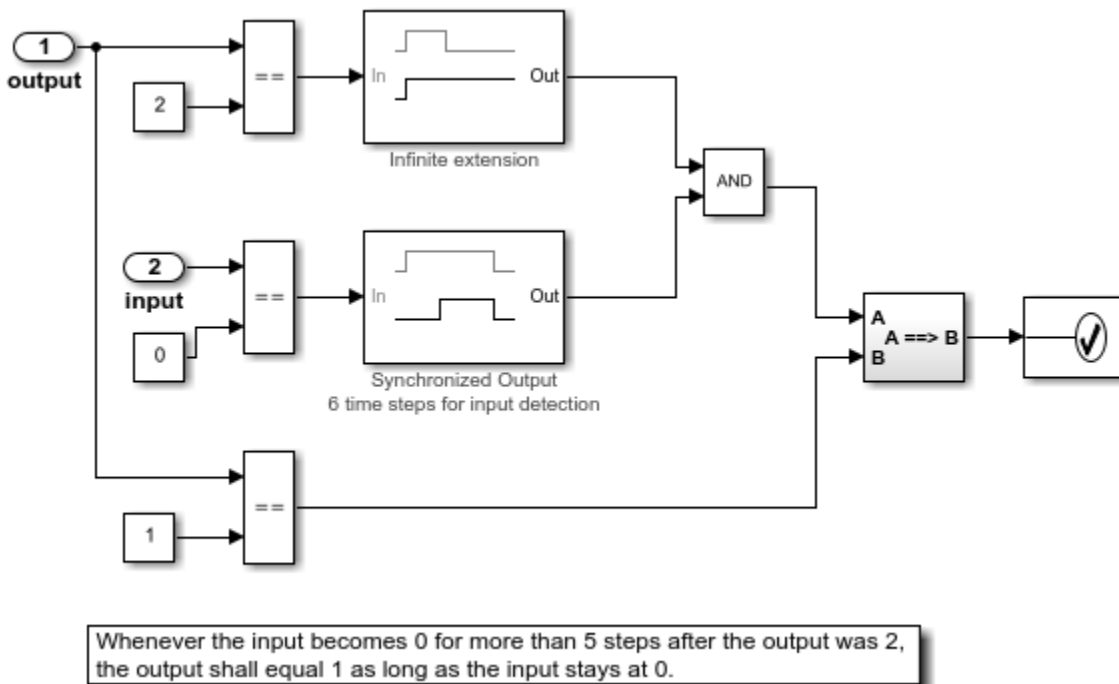 1
output
2
==
In
Out
Infinite extension
AND
2
input
0
==
In
Out
Synchronized Output
6 time steps for input detection
A
B
A ==> B
1
==
Whenever the input becomes 0 for more than 5 steps after the output was 2,
the output shall equal 1 as long as the input stays at 0.